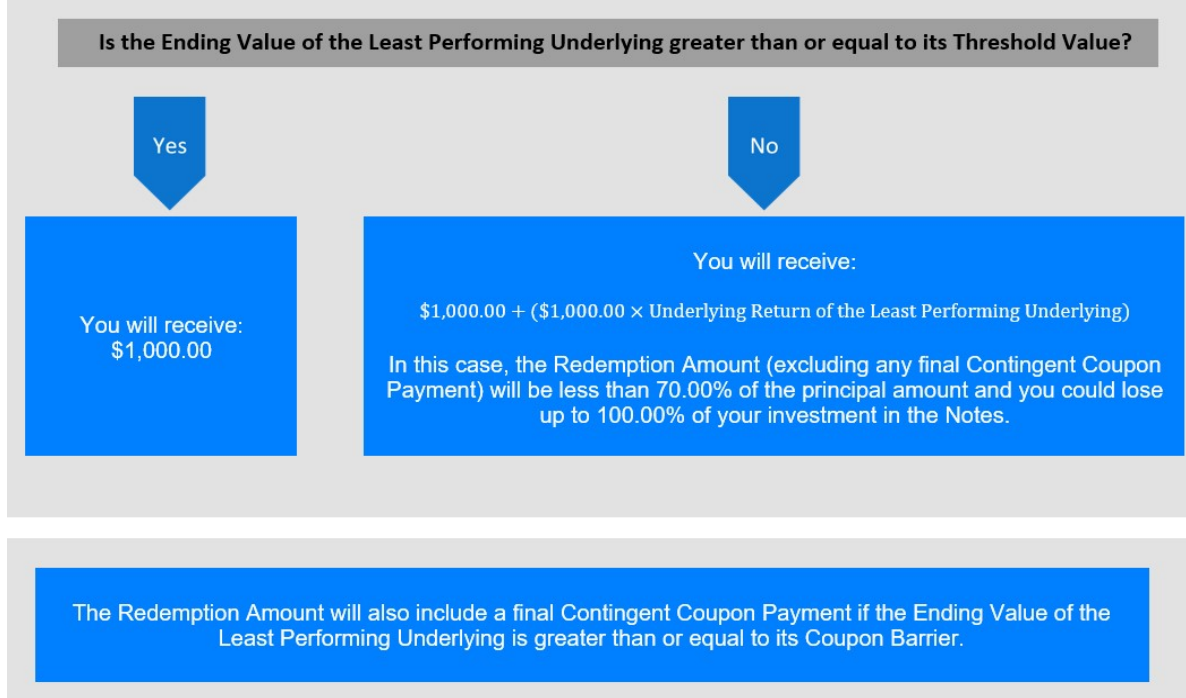 Is the Ending Value of the Least Performing Underlying greater than or equal to its Threshold Value?
Yes
No
You will receive:
$1,000.00
You will receive:
$1,000.00 + ($1,000.00 × Underlying Return of the Least Performing Underlying)
In this case, the Redemption Amount (excluding any final Contingent Coupon
Payment) will be less than 70.00% of the principal amount and you could lose
up to 100.00% of your investment in the Notes.
The Redemption Amount will also include a final Contingent Coupon Payment if the Ending Value of the
Least Performing Underlying is greater than or equal to its Coupon Barrier.